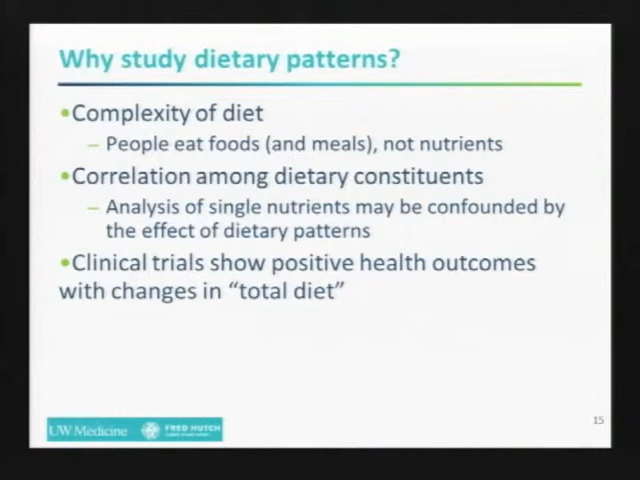 Why study dietary patterns?
•Complexity of diet
– People eat foods (and meals), not nutrients
•Correlation among dietary constituents
– Analysis of single nutrients may be confounded by
the effect of dietary patterns
•Clinical trials show positive health outcomes
with changes in “total diet”
UW Medicine
FRED HUTCH
15